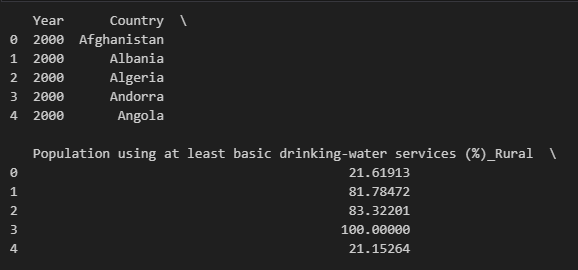 Year Country \
0 2000 Afghanistan
1 2000 Albania
2 2000 Algeria
3 2000 Andorra
4 2000 Angola
Population using at least basic drinking-water services (%)_Rural \
0 21.61913
1 81.78472
2 83.32201
3 100.00000
4 21.15264